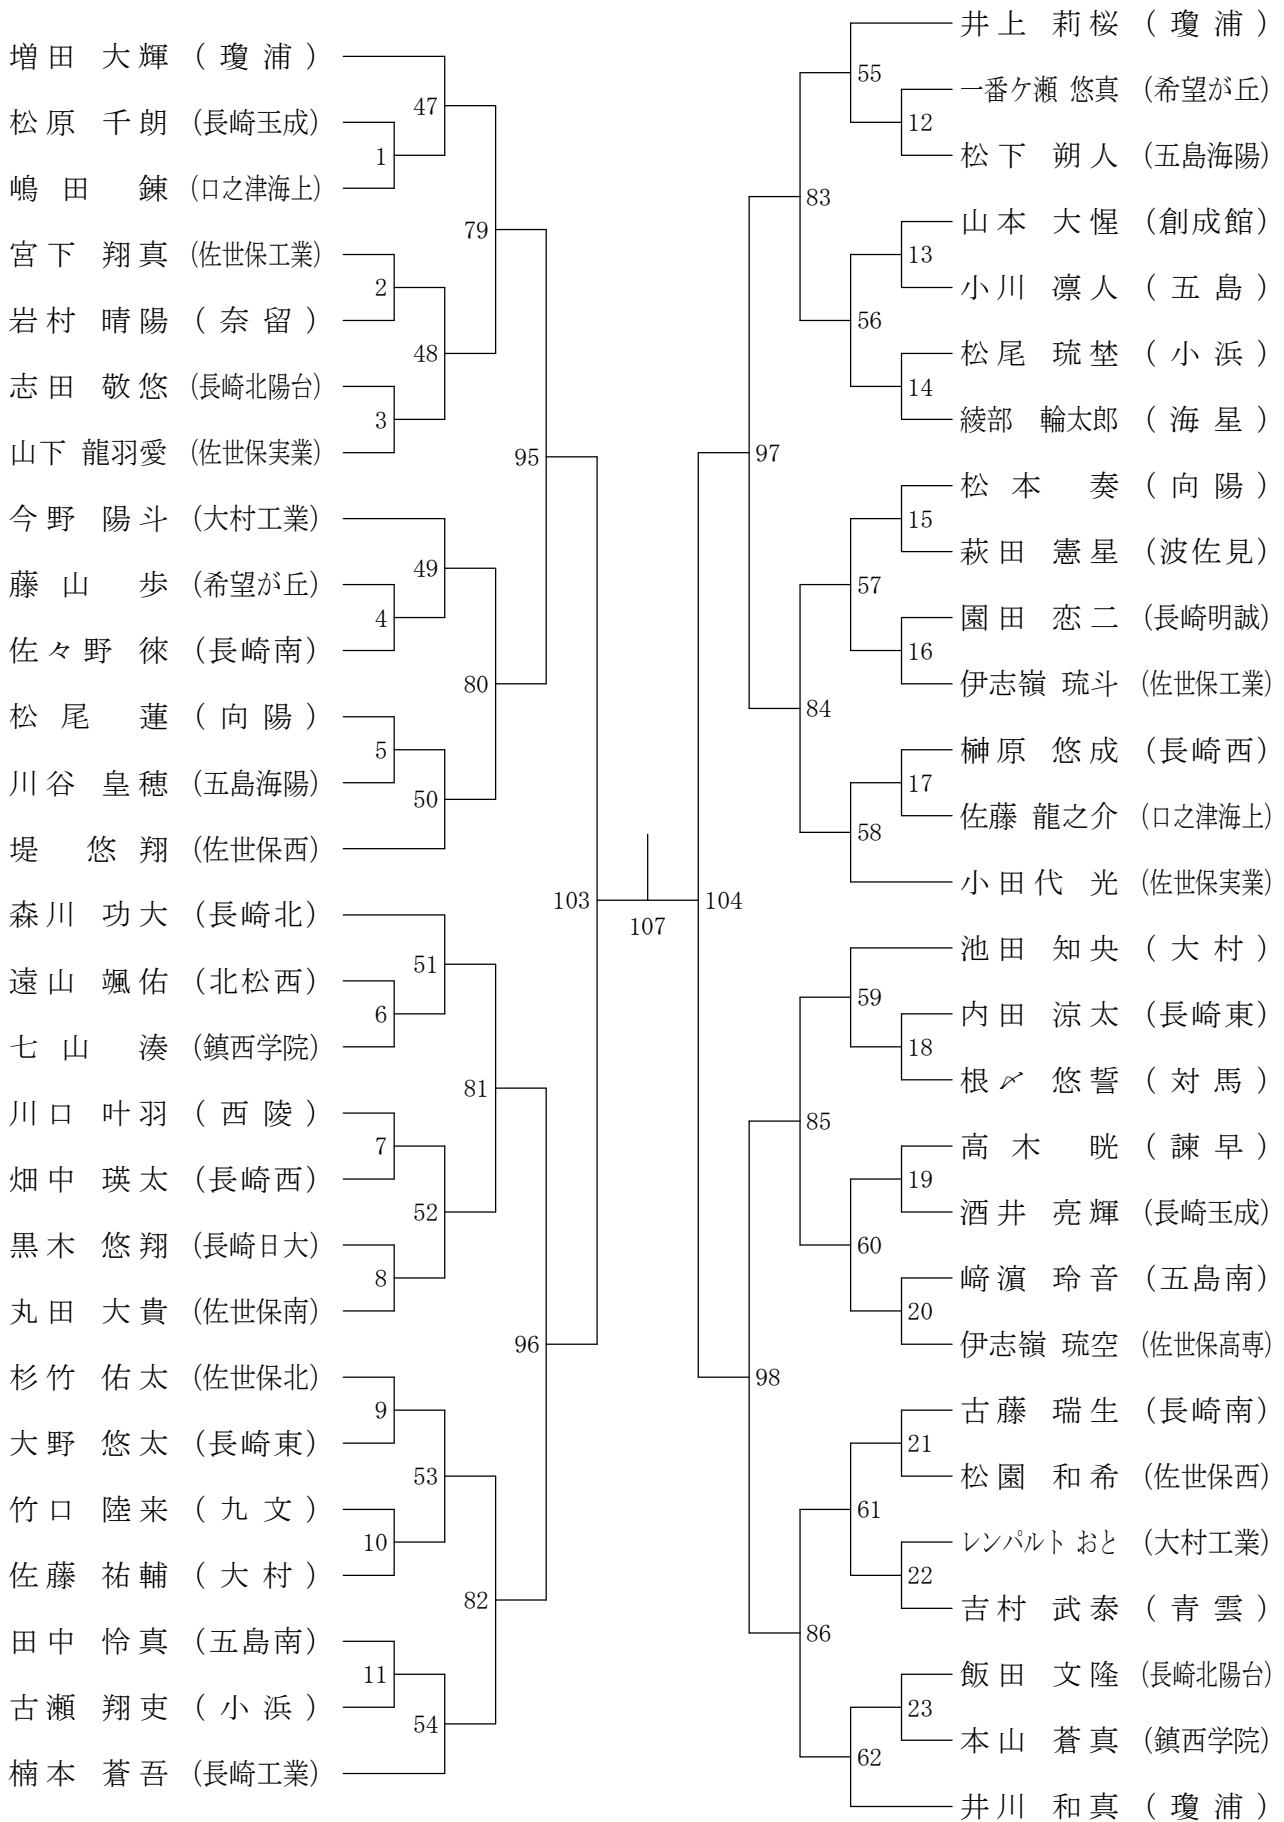 増田 大輝 (瓊浦)
松原 千朗 (長崎玉成)
嶋田 錬 (口之津海上)
宮下 翔真 (佐世保工業)
岩村 晴陽 (奈留)
志田 敬悠 (長崎北陽台)
山下 龍羽愛 (佐世保実業)
今野 陽斗 (大村工業)
藤山 歩 (希望が丘)
佐々野 徠 (長崎南)
松尾 蓮 (向陽)
川谷 皇穂 (五島海陽)
堤 悠翔 (佐世保西)
森川 功大 (長崎北)
遠山 颯佑 (北松西)
七山 湊 (鎮西学院)
川口 叶羽 (西陵)
畑中 瑛太 (長崎西)
黒木 悠翔 (長崎日大)
丸田 大貴 (佐世保南)
杉竹 佑太 (佐世保北)
大野 悠太 (長崎東)
竹口 陸来 (九文)
佐藤 祐輔 (大村)
田中 怜真 (五島南)
古瀬 翔吏 (小浜)
楠本 蒼吾 (長崎工業)
1
2
3
4
5
6
7
8
9
10
11
47
48
49
50
51
52
53
54
79
80
81
82
95
96
103
107
104
97
98
83
84
85
86
55
56
57
58
59
60
61
62
12
13
14
15
16
17
18
19
20
21
22
23
井上 莉桜 (瓊浦)
一番ケ瀬 悠真 (希望が丘)
松下 朔人 (五島海陽)
山本 大惺 (創成館)
小川 凛人 (五島)
松尾 琉埜 (小浜)
綾部 輪太郎 (海星)
松本 奏 (向陽)
萩田 憲星 (波佐見)
園田 恋二 (長崎明誠)
伊志嶺 琉斗 (佐世保工業)
榊原 悠成 (長崎西)
佐藤 龍之介 (口之津海上)
小田代 光 (佐世保実業)
池田 知央 (大村)
内田 涼太 (長崎東)
根〆 悠誓 (対馬)
高木 晄 (諫早)
酒井 亮輝 (長崎玉成)
﨑濵 玲音 (五島南)
伊志嶺 琉空 (佐世保高専)
古藤 瑞生 (長崎南)
松園 和希 (佐世保西)
レンパルト おと (大村工業)
吉村 武泰 (青雲)
飯田 文隆 (長崎北陽台)
本山 蒼真 (鎮西学院)
井川 和真 (瓊浦)